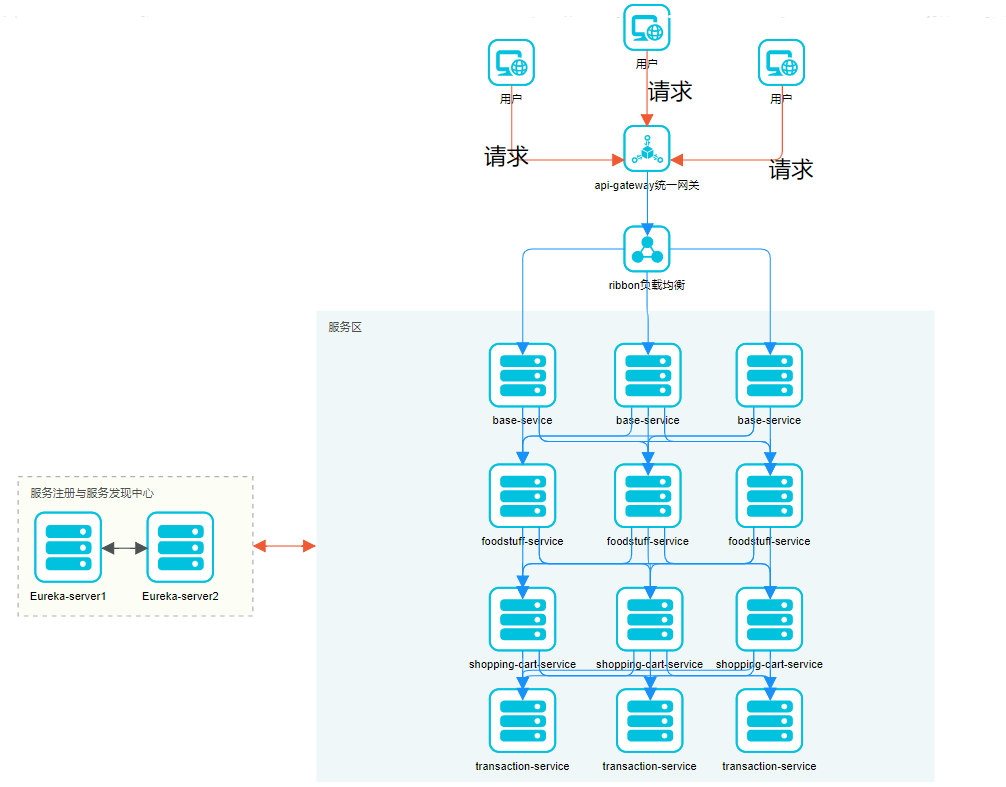 用户
用户
用户
请求
请求
请求
api-gateway统一网关
ribbon负载均衡
服务区
base-sevice
base-service
base-service
foodstuff-service
foodstuff-service
foodstuff-service
服务注册与服务发现中心
Eureka-server1
Eureka-server2
shopping-cart-service
shopping-cart-service
shopping-cart-service
transaction-service
transaction-service
transaction-service